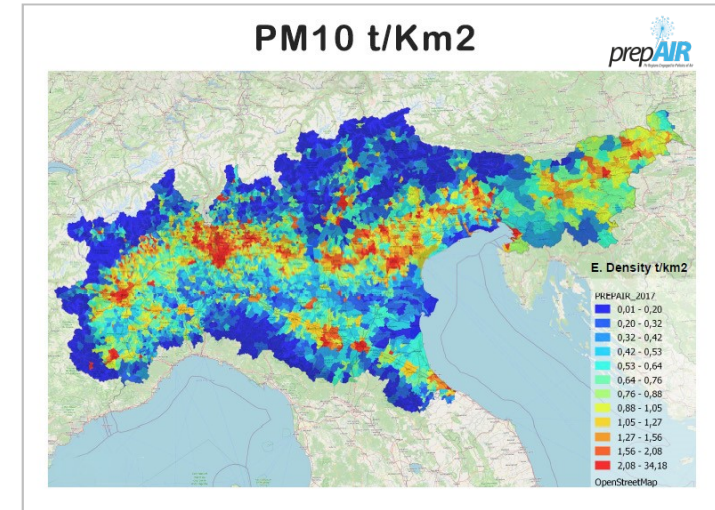 PM10 t/Km2
prepAIR
E. Density t/km2
PREPAIR_2017
0,01 - 0,20
0,20 - 0,32
0,32 - 0,42
0,42 - 0,53
0,53 - 0,64
0,64 - 0,76
0,76 - 0,88
0,88 - 1,05
1,05 - 1,27
1,27 - 1,56
1,56 - 2,08
2,08 - 34,18
OpenStreetMap